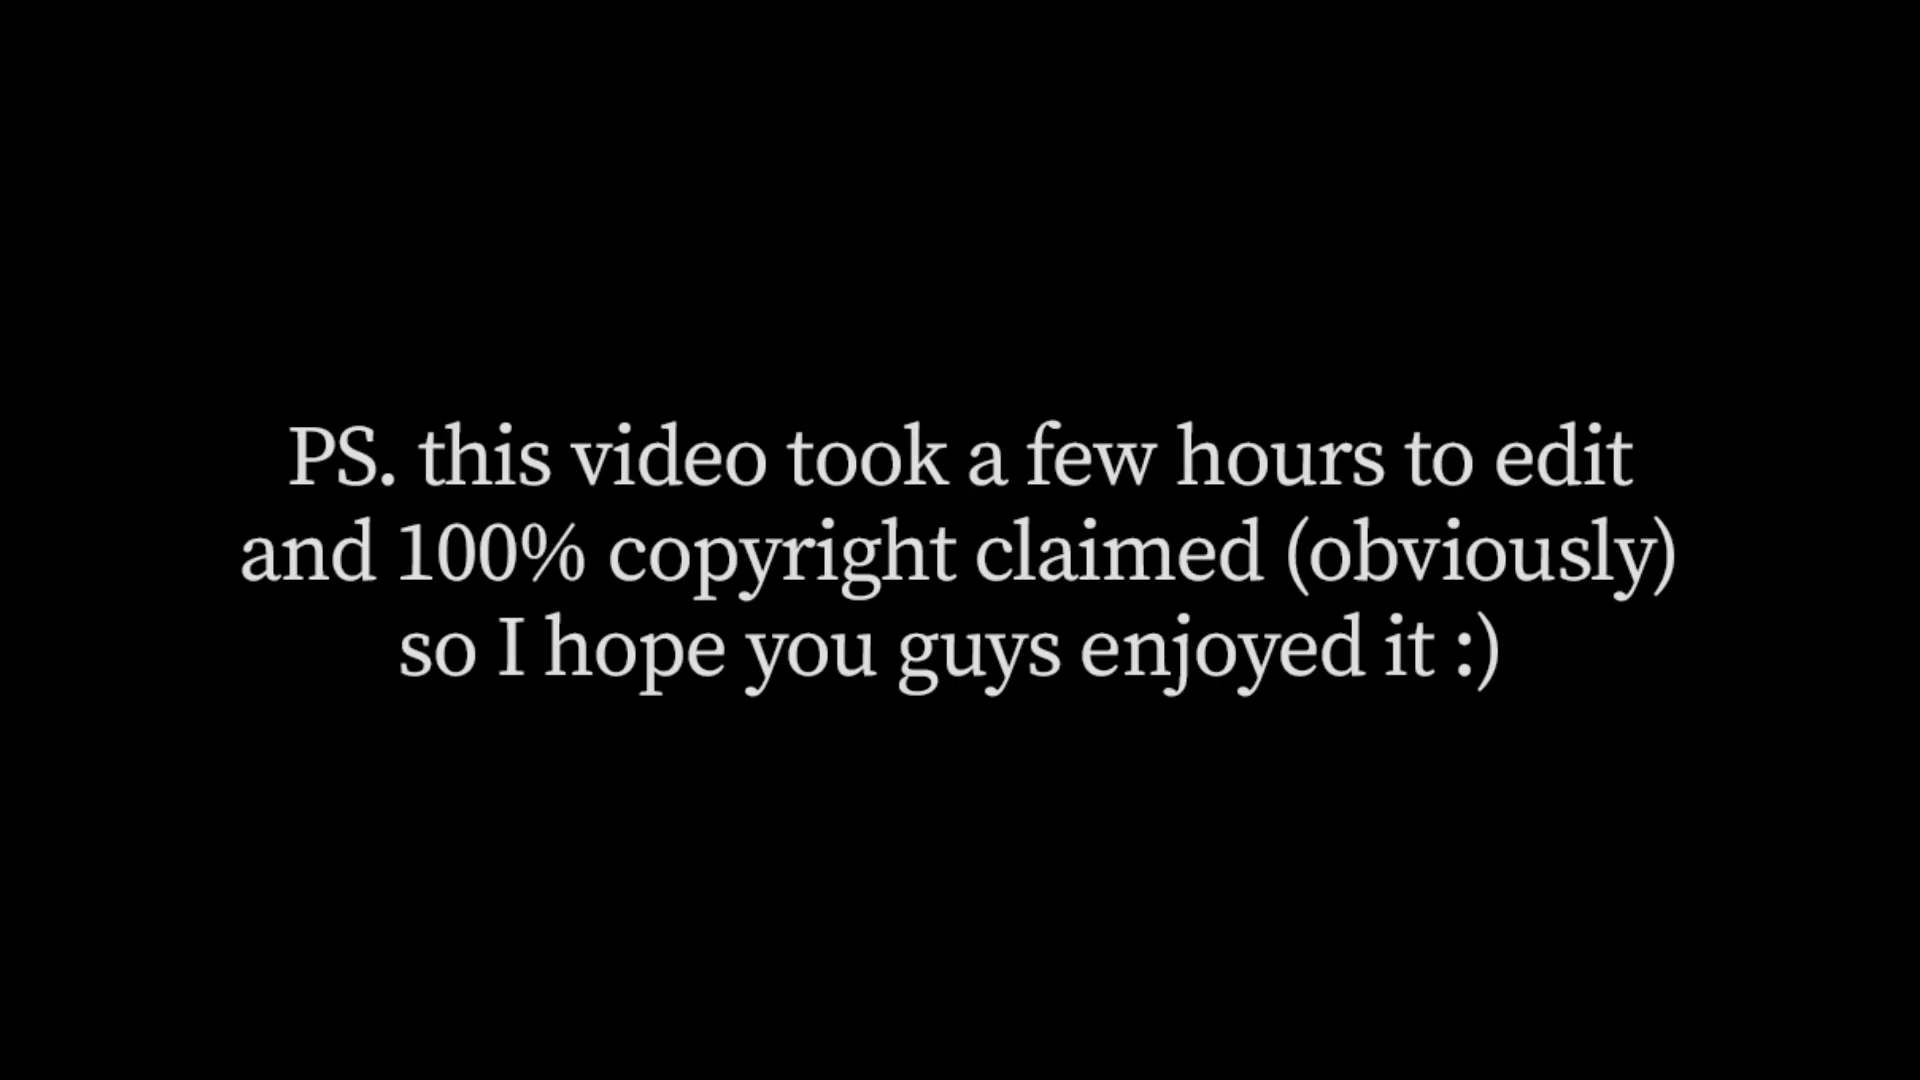 PS. this video took a few hours to edit
and 100% copyright claimed (obviously)
so I hope you guys enjoyed it :)